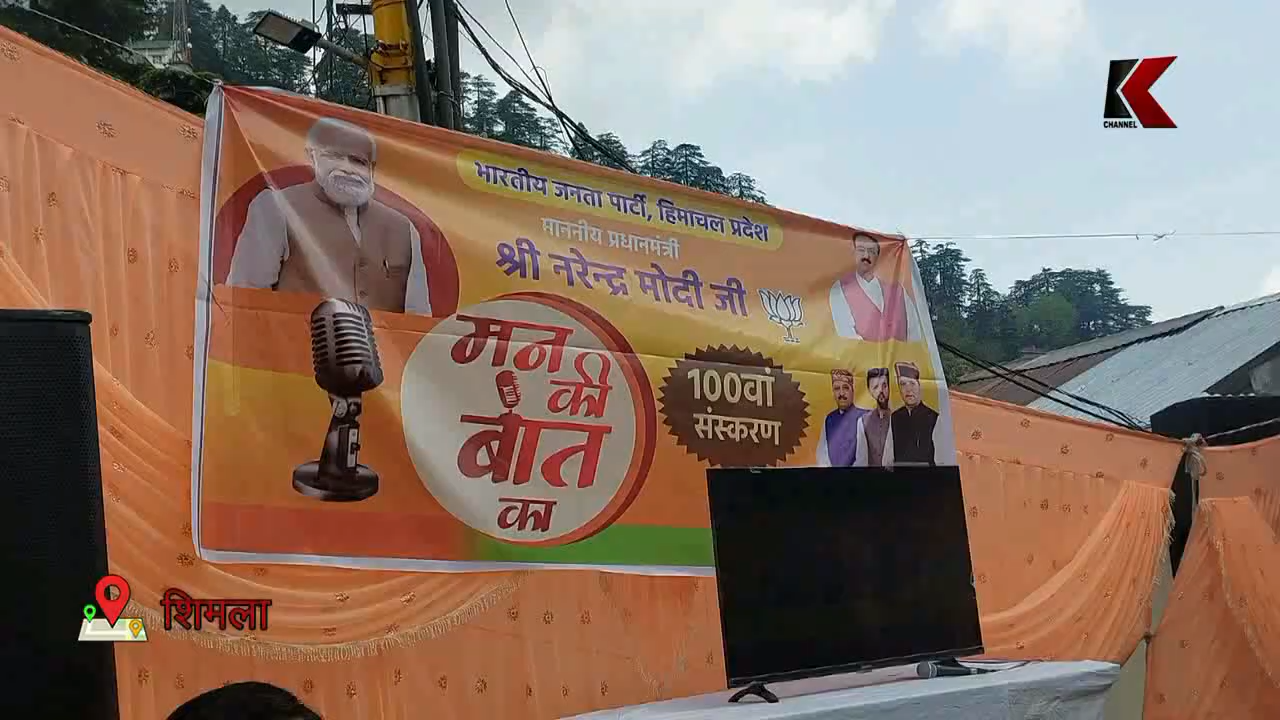 K
CHANNEL
भारतीय जनता पार्टी, हिमाचल प्रदेश
माननीय प्रधानमंत्री
श्री नरेन्द्र मोदी जी
मन
की
बात
का
100वां
संस्करण
शिमला